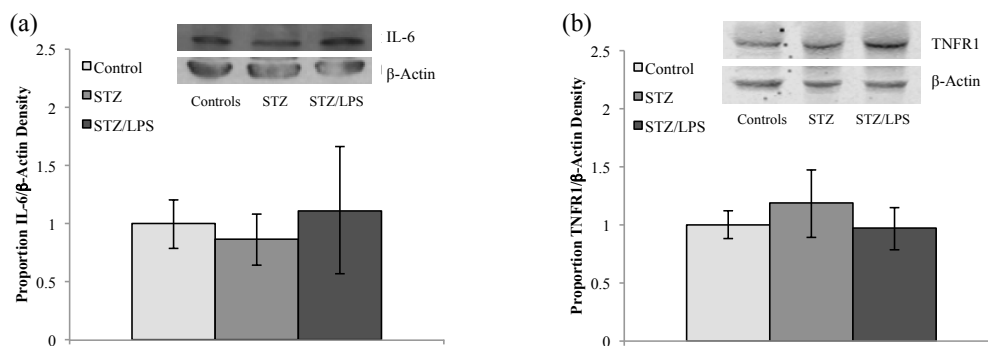 (a)
Proportion IL-6/β-Actin Density
2.5
2
1.5
1
0.5
0
Control
STZ
STZ/LPS
IL-6
β-Actin
Controls STZ STZ/LPS
(b)
Proportion TNFR1/β-Actin Density
2.5
2
1.5
1
0.5
0
Control
STZ
STZ/LPS
TNFR1
β-Actin
Controls STZ STZ/LPS